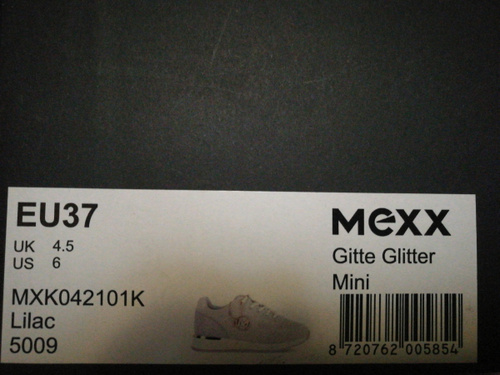 EU37
UK 4.5
US 6
MXK042101K
Lilac
5009
Mexx
Gitte Glitter
Mini
8 720762 005854